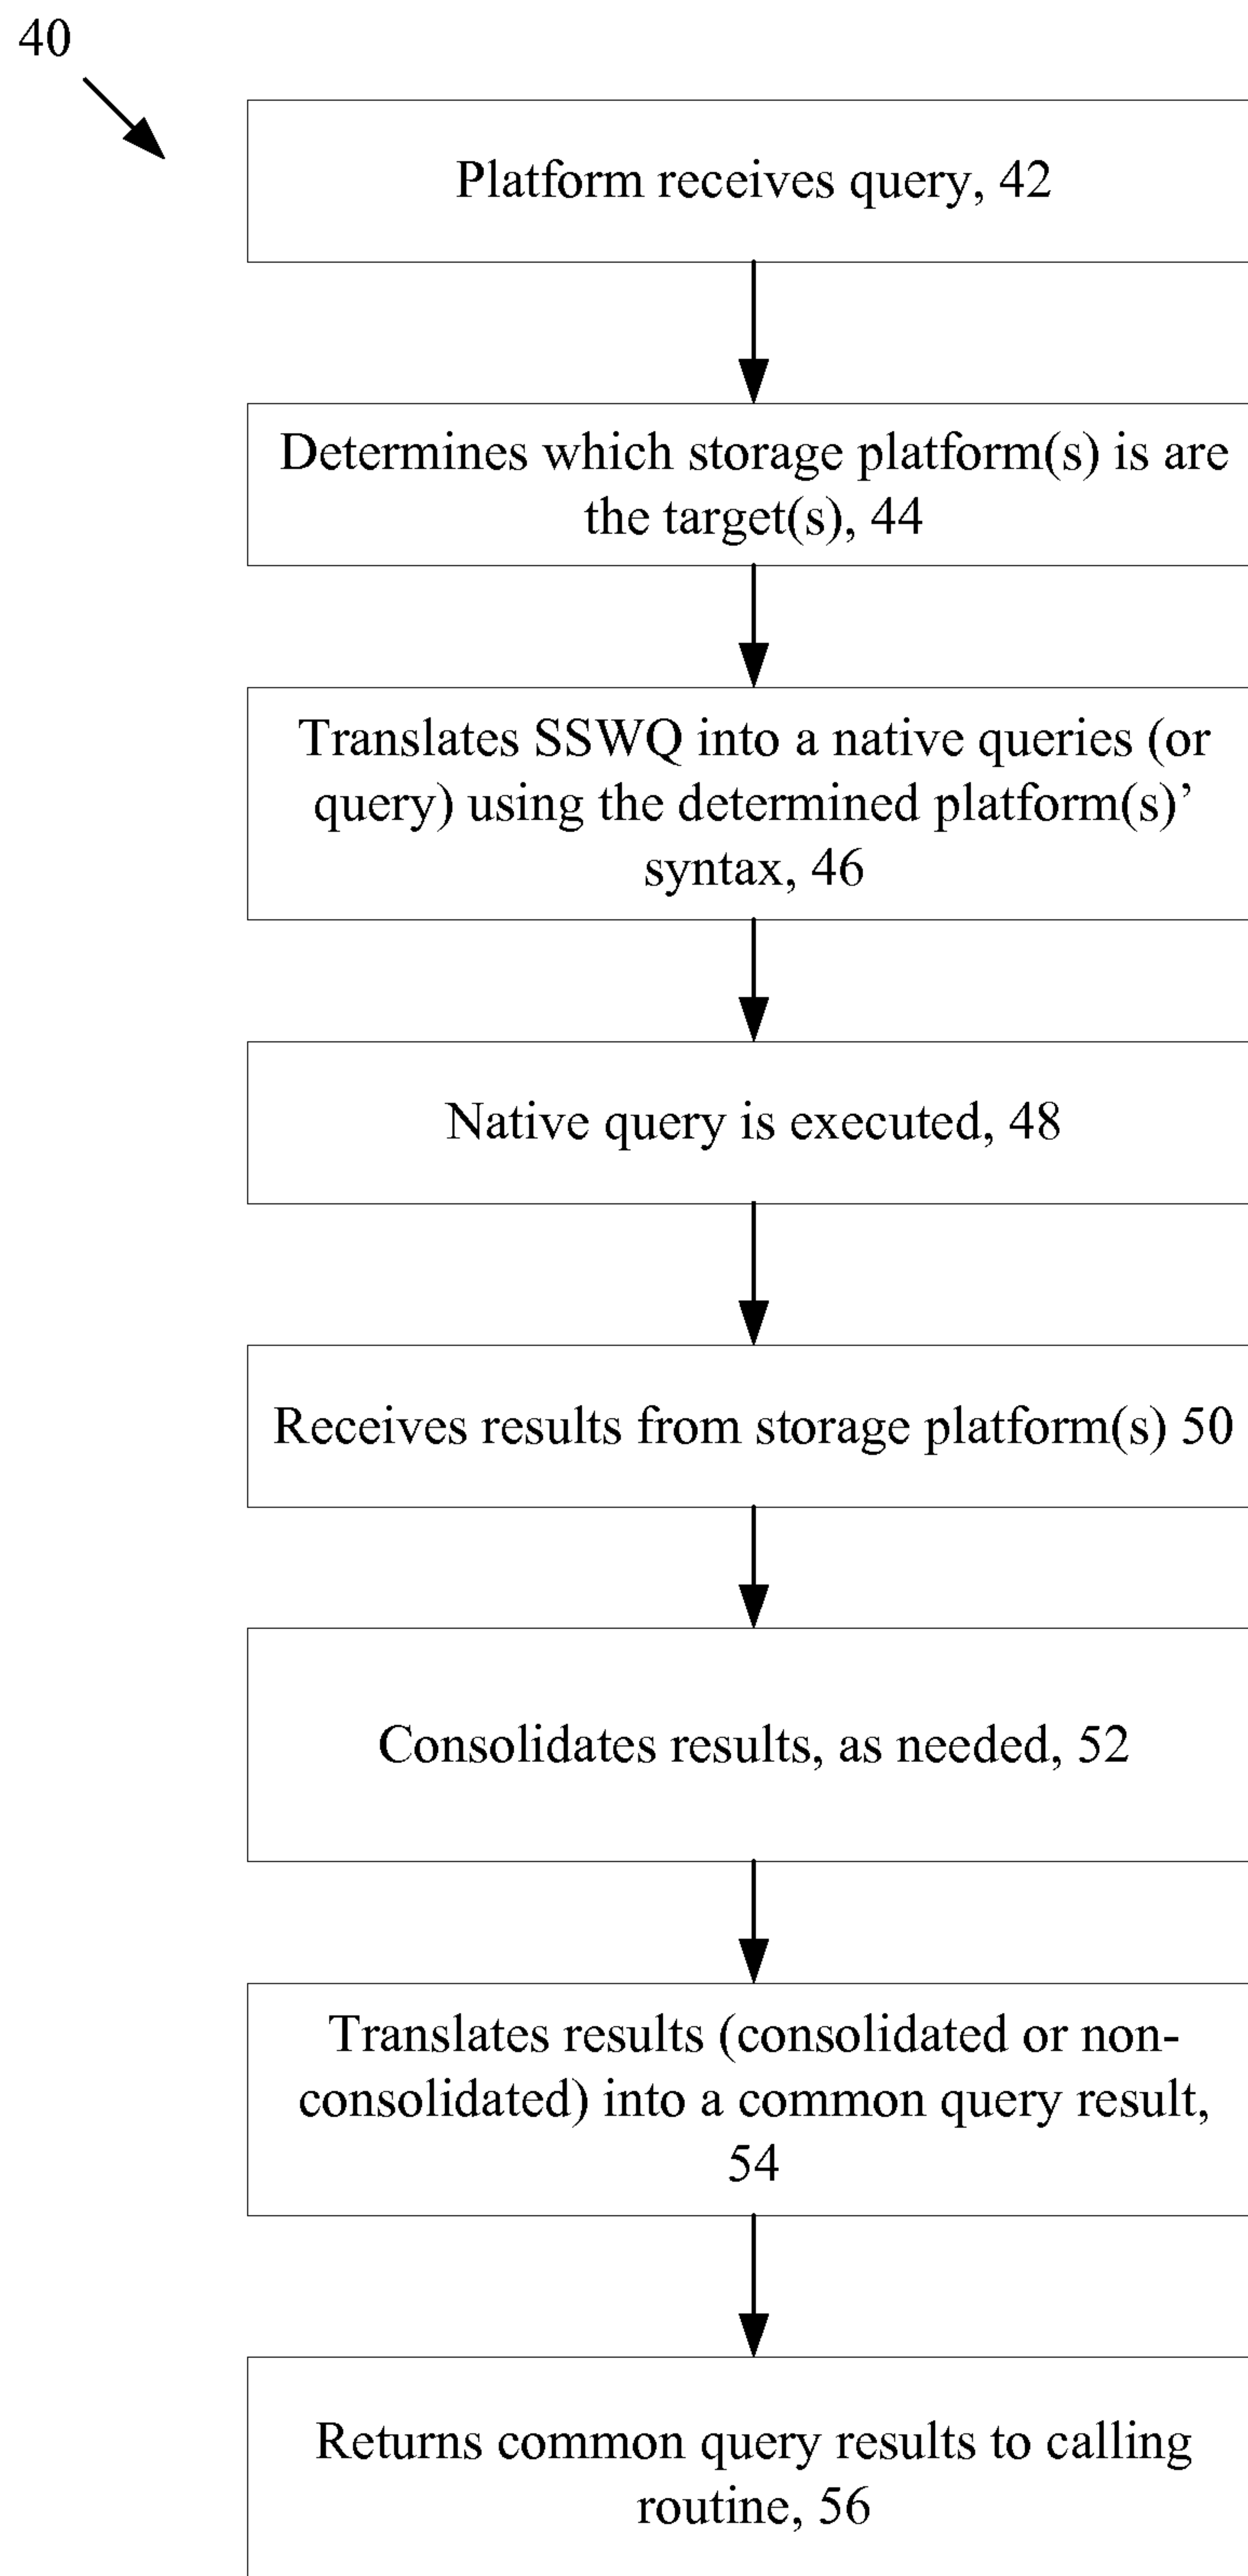 40
Platform receives query, 42
Determines which storage platform(s) is are
the target(s), 44
Translates SSWQ into a native queries (or
query) using the determined platform(s)’
syntax, 46
Native query is executed, 48
Receives results from storage platform(s) 50
Consolidates results, as needed, 52
Translates results (consolidated or non-
consolidated) into a common query result,
54
Returns common query results to calling
routine, 56